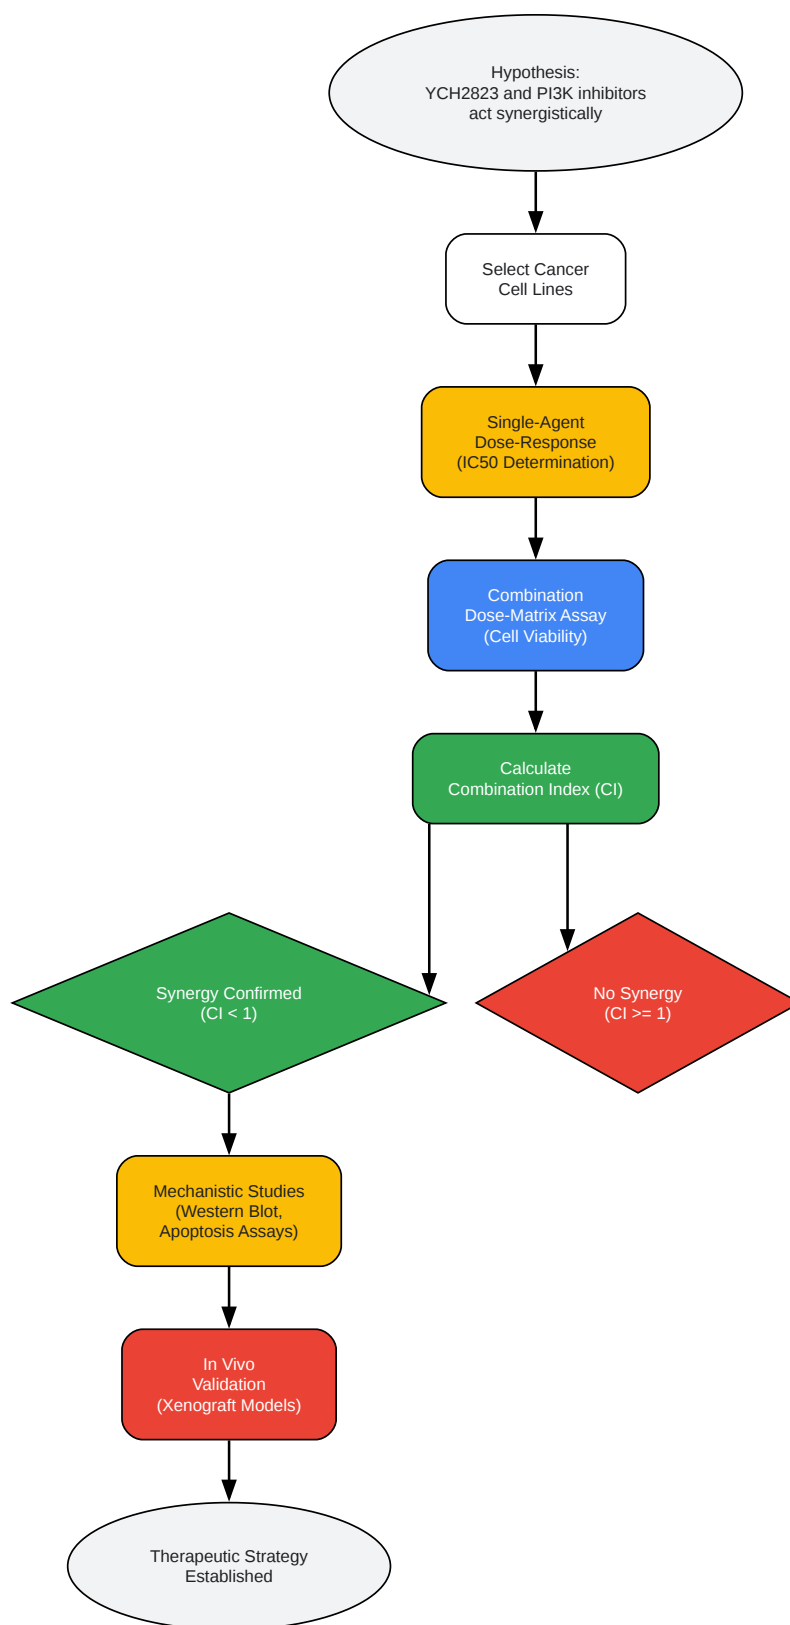 Hypothesis:
YCH2823 and PI3K inhibitors
act synergistically
Select Cancer
Cell Lines
Single-Agent
Dose-Response
(IC50 Determination)
Combination
Dose-Matrix Assay
(Cell Viability)
Calculate
Combination Index (CI)
Synergy Confirmed
(CI < 1)
No Synergy
(CI >= 1)
Mechanistic Studies
(Western Blot,
Apoptosis Assays)
In Vivo
Validation
(Xenograft Models)
Therapeutic Strategy
Established